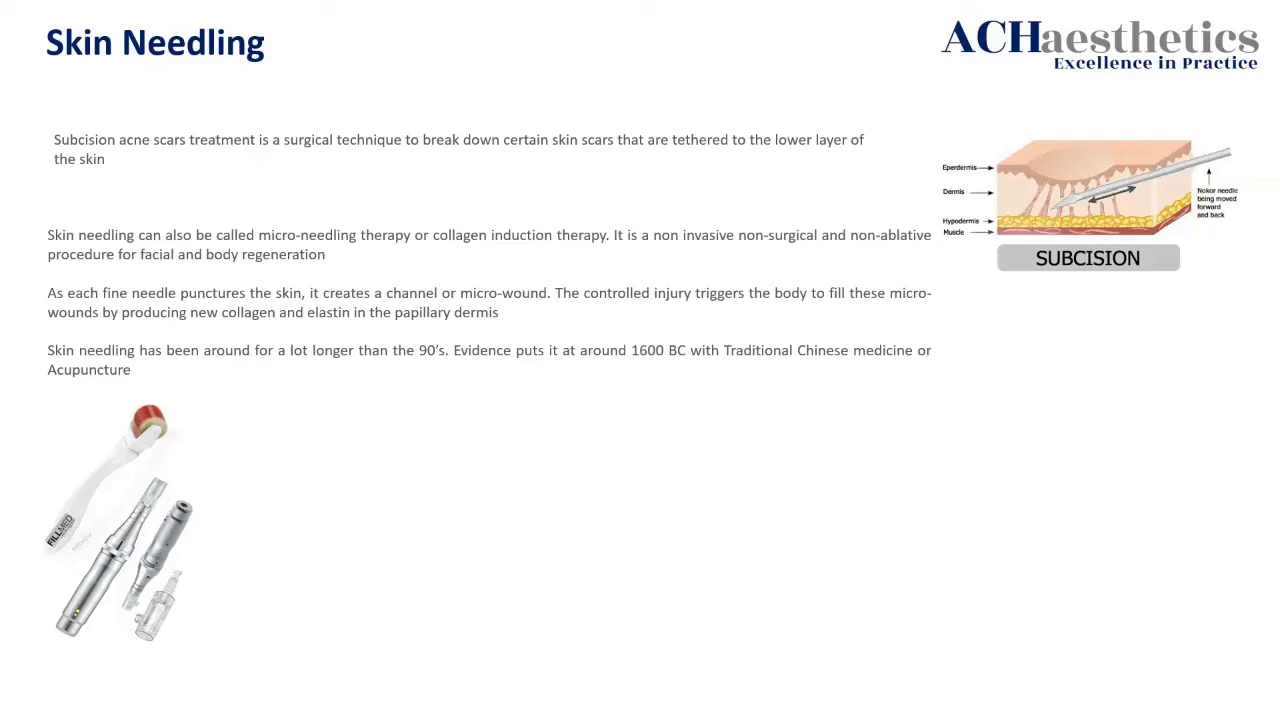 Skin Needling
ACHaesthetics
Excellence in Practice
Subcision acne scars treatment is a surgical technique to break down certain skin scars that are tethered to the lower layer of
the skin
Eperdermis
Dermis
Hypodermis
Muscle
Nokor needle
being moved
forward
and back
SUBCISION
Skin needling can also be called micro-needling therapy or collagen induction therapy. It is a non invasive non-surgical and non-ablative
procedure for facial and body regeneration
As each fine needle punctures the skin, it creates a channel or micro-wound. The controlled injury triggers the body to fill these micro-
wounds by producing new collagen and elastin in the papillary dermis
Skin needling has been around for a lot longer than the 90’s. Evidence puts it at around 1600 BC with Traditional Chinese medicine or
Acupuncture
FILLMED